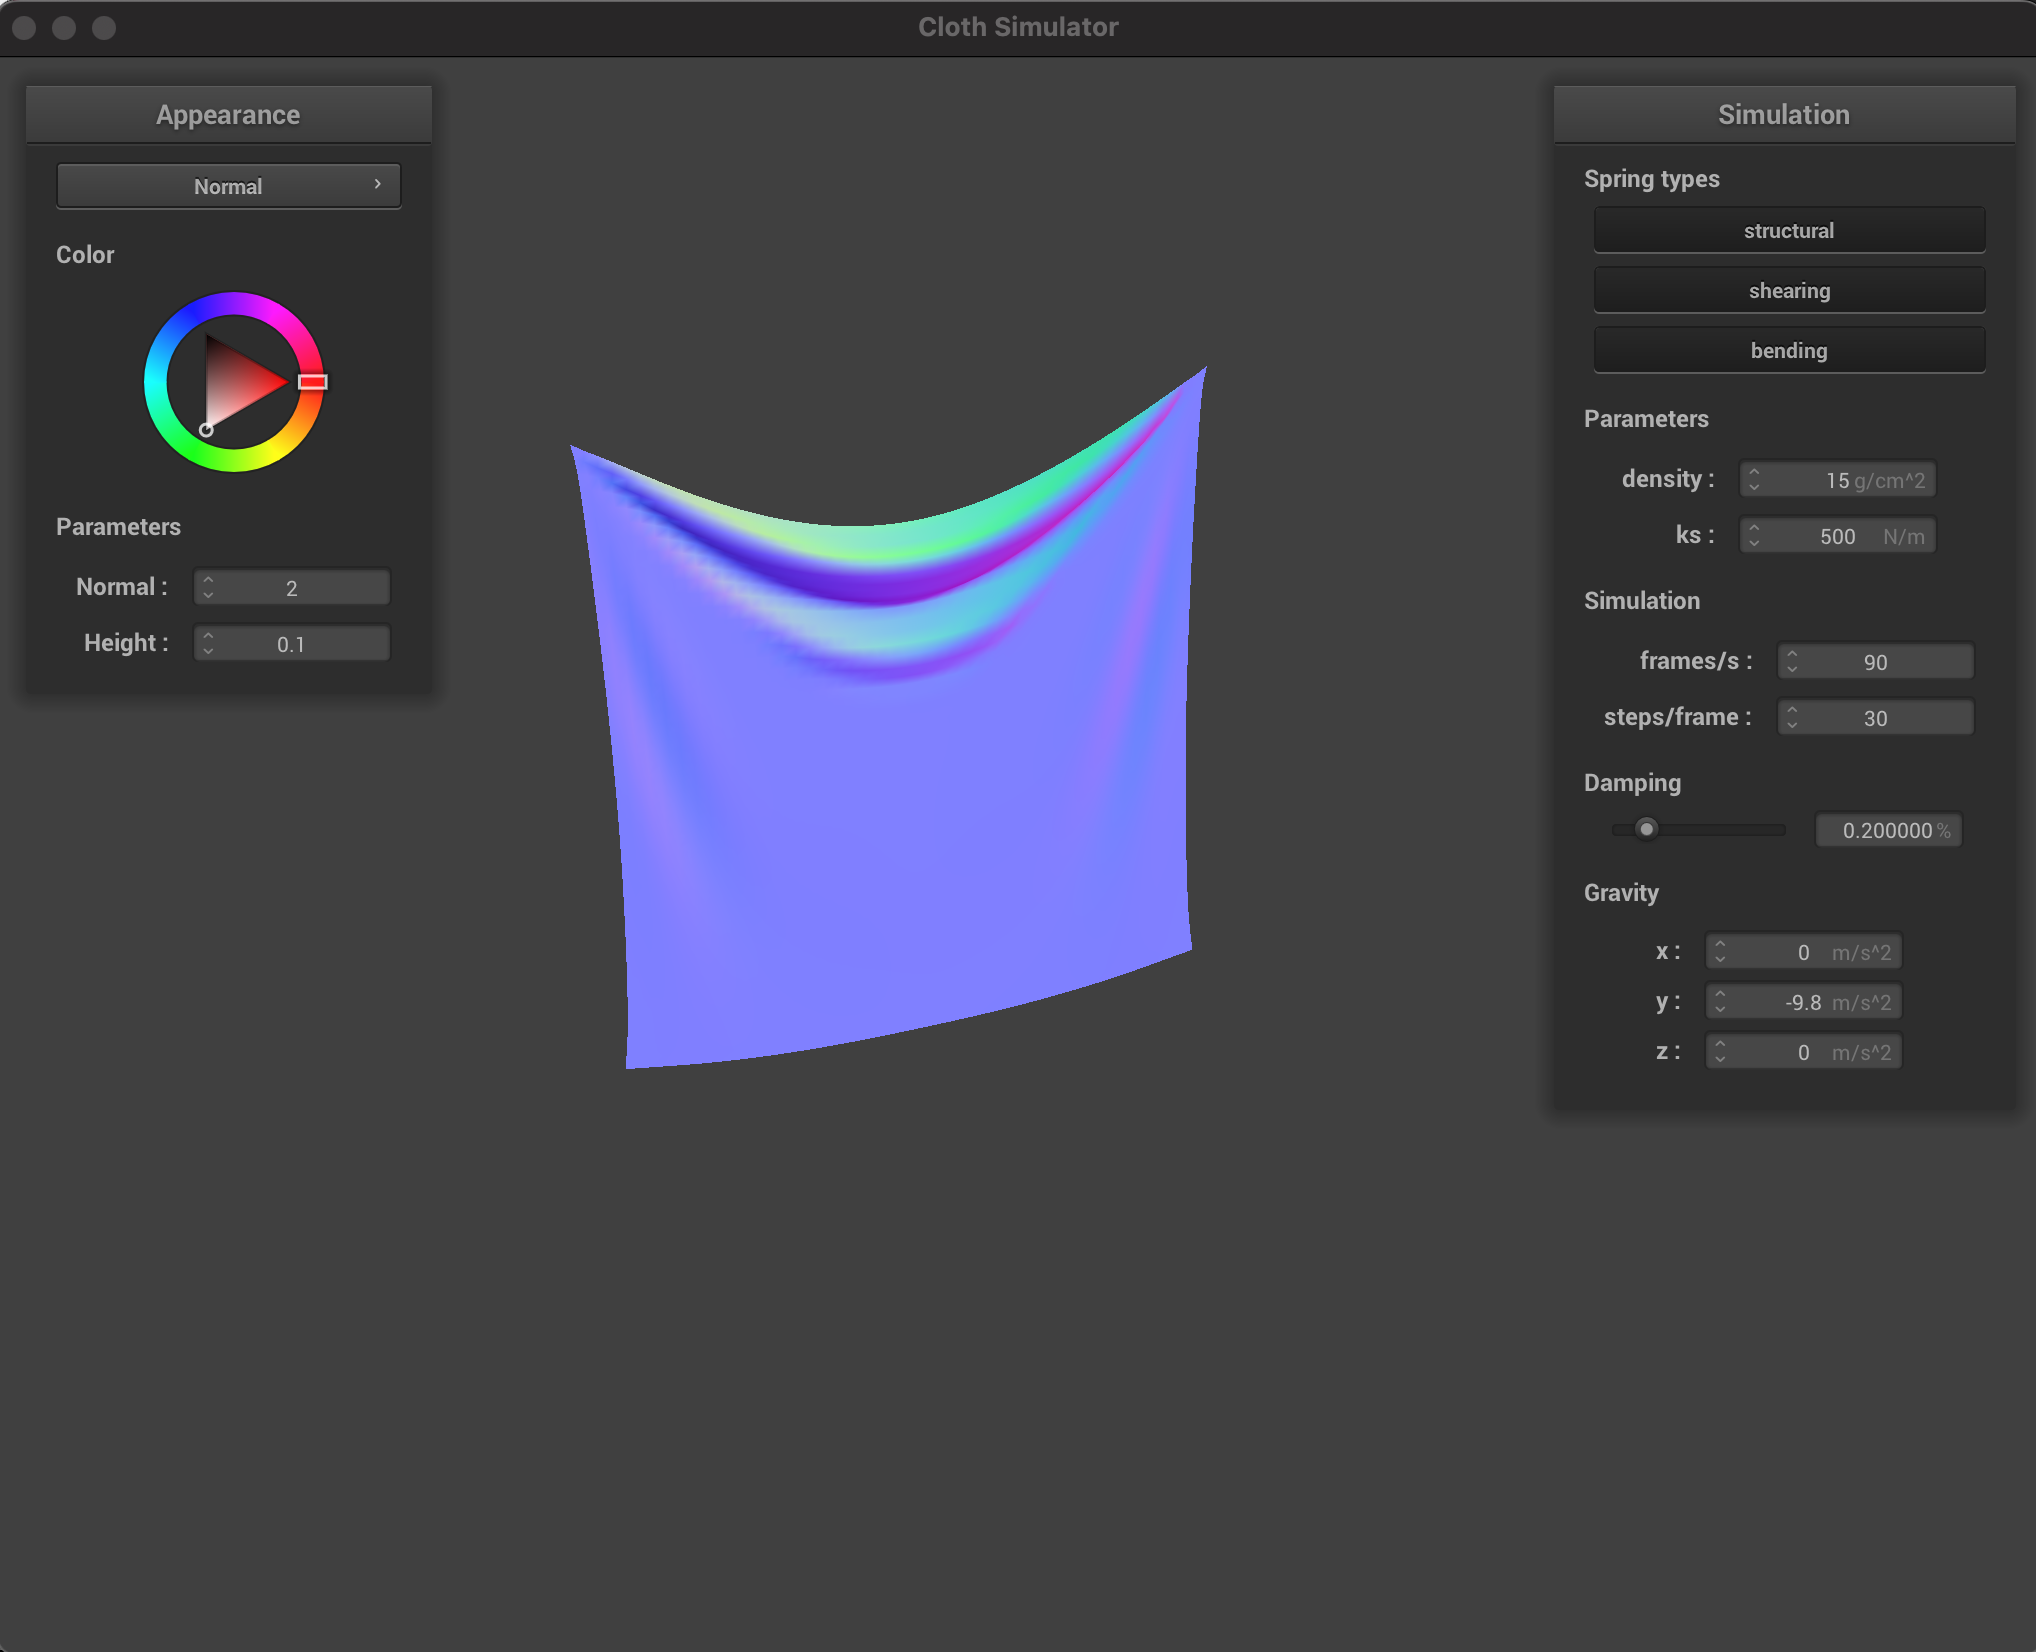 Cloth Simulator
Appearance
Normal
Color
Parameters
Normal : 2
Height : 0.1
Simulation
Spring types
structural
shearing
bending
Parameters
density : 15 g/cm^2
ks : 500 N/m
Simulation
frames/s : 90
steps/frame : 30
Damping
0.200000 %
Gravity
x : 0 m/s^2
y : -9.8 m/s^2
z : 0 m/s^2